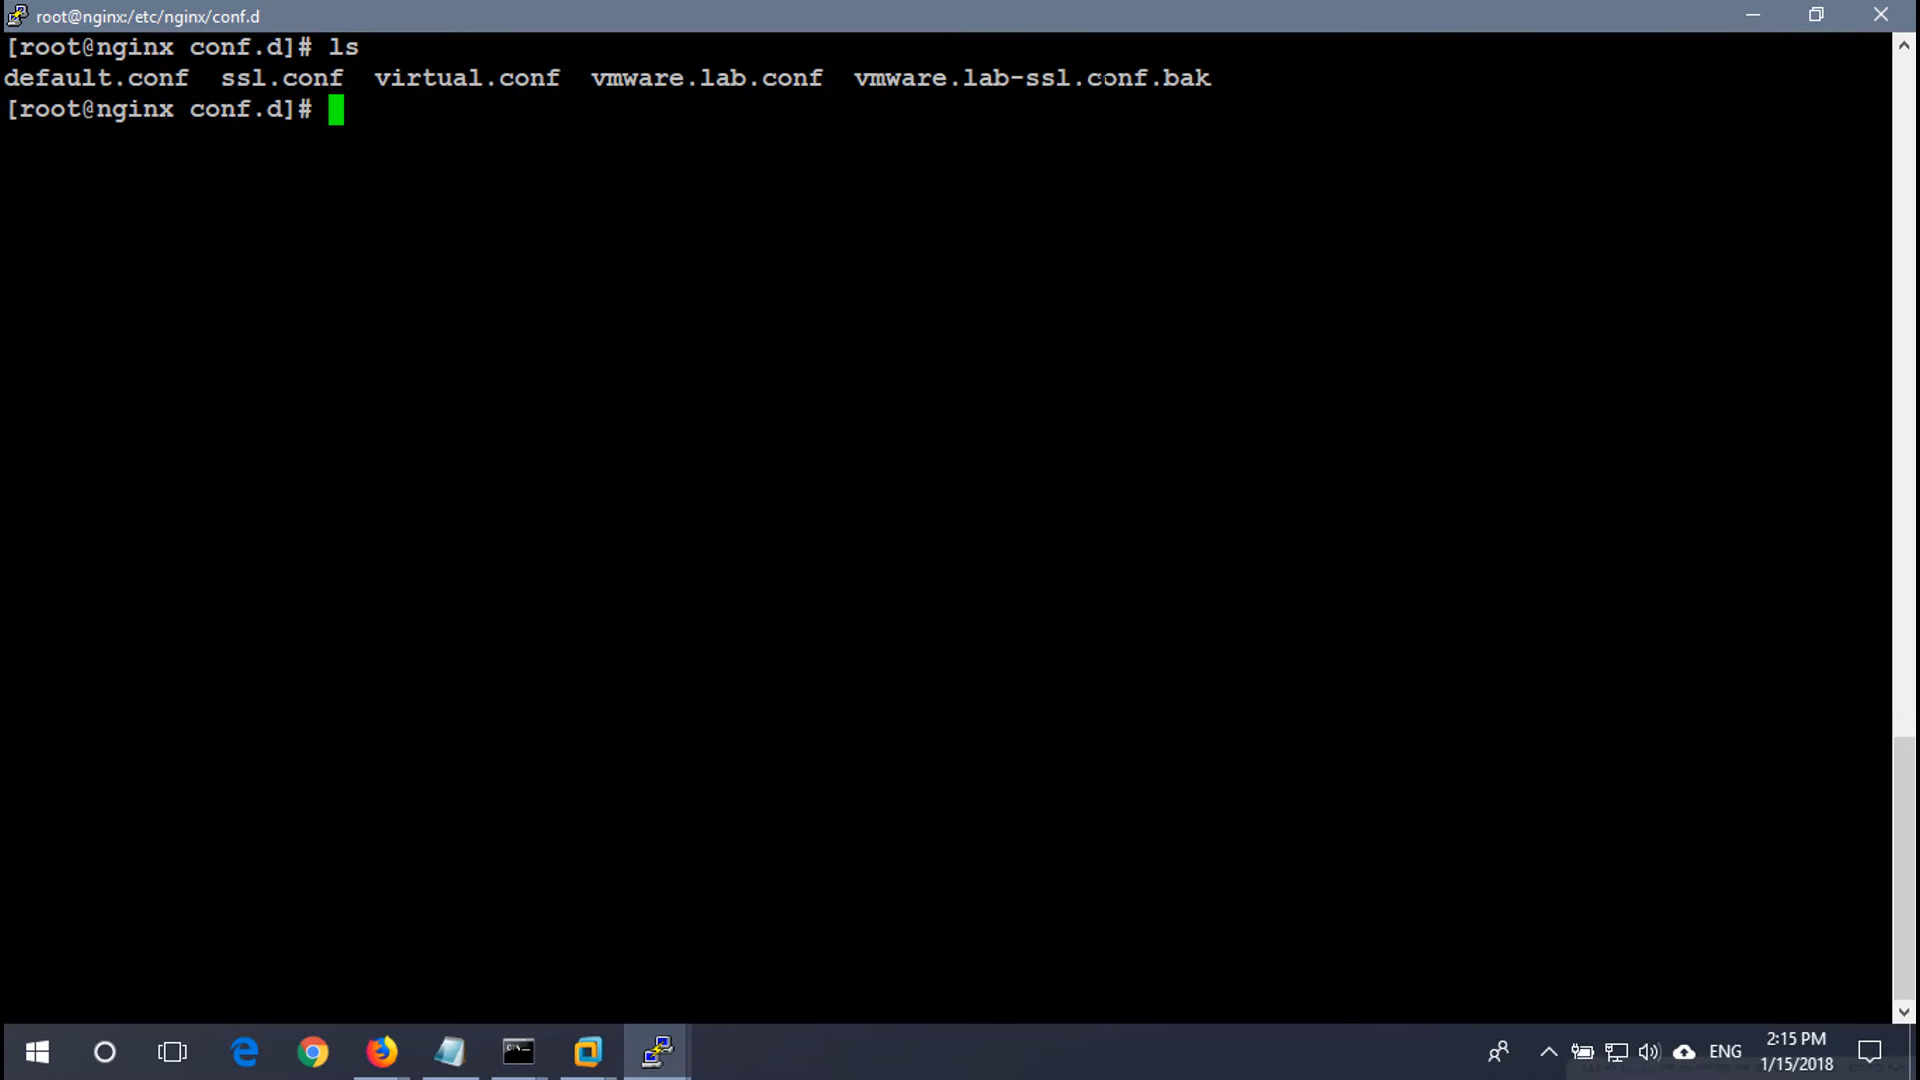 root@nginx:/etc/nginx/conf.d
[root@nginx conf.d]# ls
default.conf  ssl.conf  virtual.conf  vmware.lab.conf  vmware.lab-ssl.conf.bak
[root@nginx conf.d]#
ENG
2:15 PM
1/15/2018